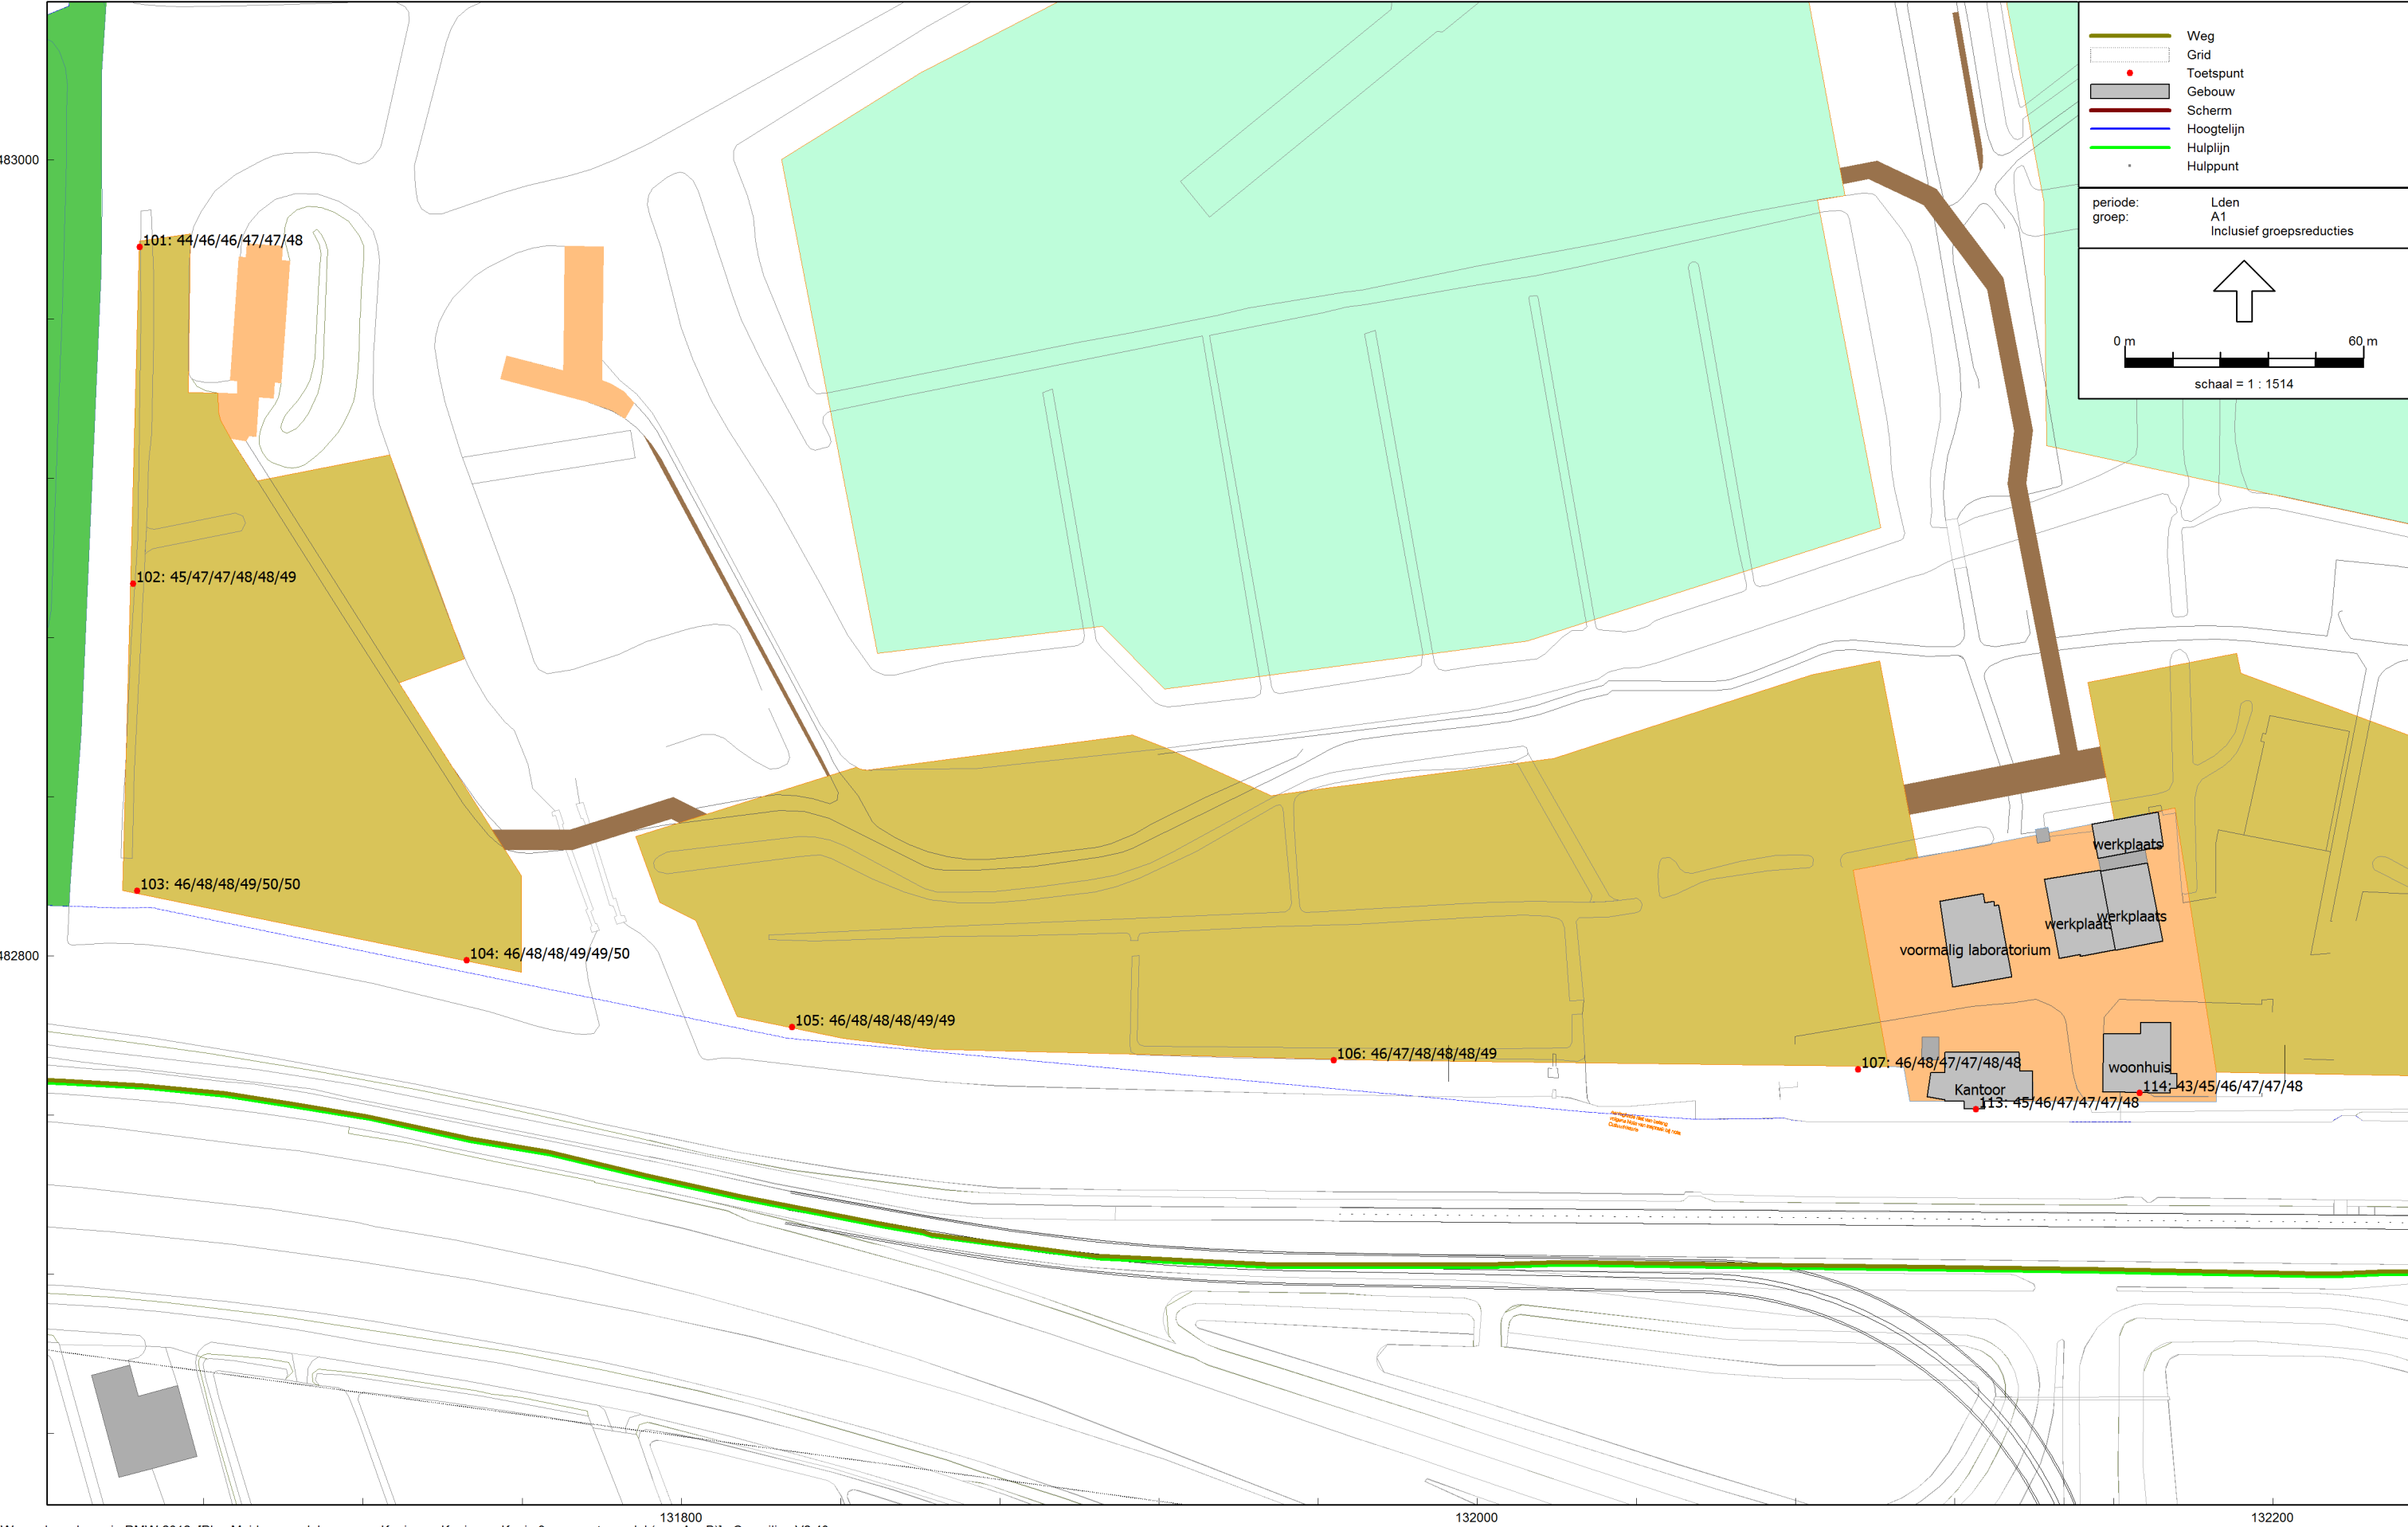 Weg
Grid
Toetspunt
Gebouw
Scherm
Hoogtelijn
Hulplijn
Hulppunt
periode: Lden
groep: A1
Inclusief groepsreducties
0 m 60 m
schaal = 1 : 1514
483000
101: 44/46/46/47/47/48
102: 45/47/47/48/48/49
103: 46/48/48/49/50/50
werkplaats
werkplaats
werkplaats
voormalig laboratorium
482800
104: 46/48/48/49/49/50
105: 46/48/48/48/49/49
106: 46/47/48/48/48/49
107: 46/48/47/47/48/48
woonhuis
Kantoor
114: 43/45/46/47/47/48
113: 45/46/47/47/47/48
131800
132000
132200